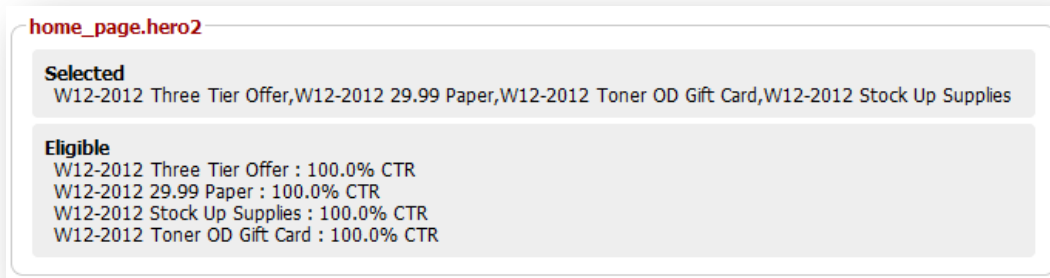 home_page.hero2
Selected
W12-2012 Three Tier Offer,W12-2012 29.99 Paper,W12-2012 Toner OD Gift Card,W12-2012 Stock Up Supplies
Eligible
W12-2012 Three Tier Offer : 100.0% CTR
W12-2012 29.99 Paper : 100.0% CTR
W12-2012 Stock Up Supplies : 100.0% CTR
W12-2012 Toner OD Gift Card : 100.0% CTR